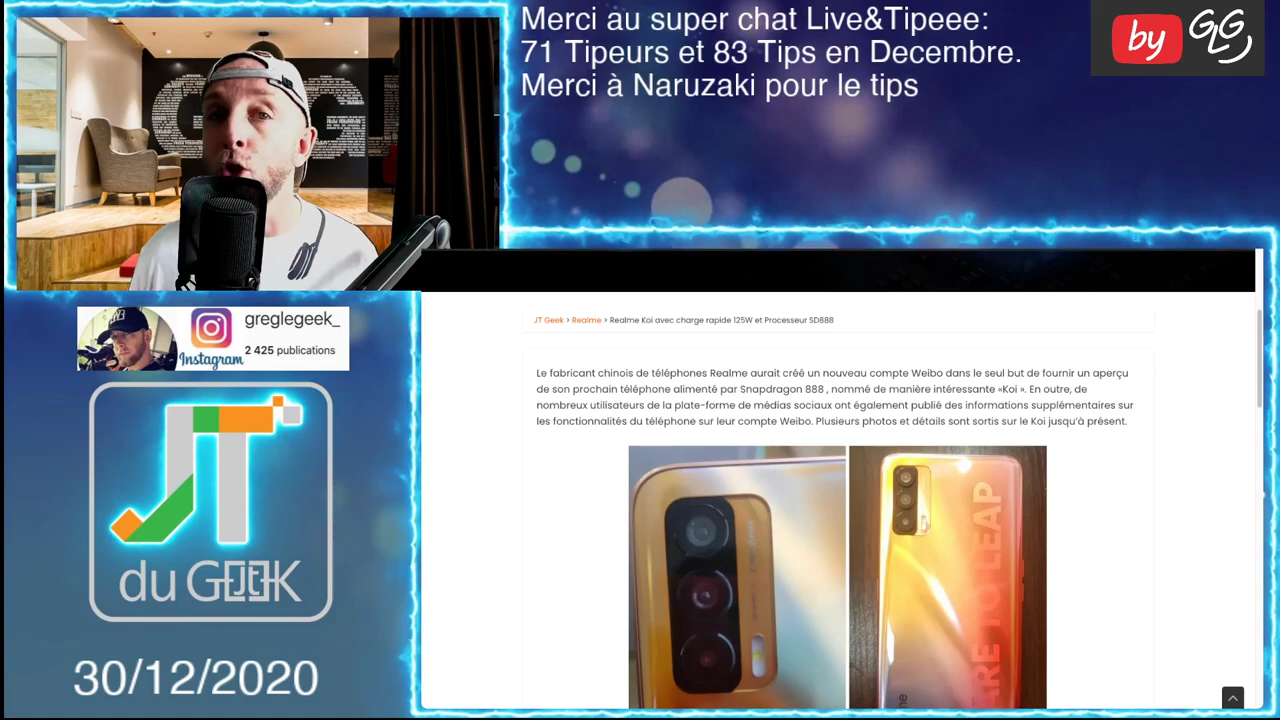 Merci au super chat Live&Tipeee:
71 Tipeurs et 83 Tips en Decembre.
Merci a Naruzaki pour le tips
by GLG
greglegeek_
Instagram
2 425 publications
JT
du GEEK
30/12/2020
JT Geek > Realme > Realme Koi avec charge rapide 125W et Processeur SD888
Le fabricant chinois de téléphones Realme aurait créé un nouveau compte Weibo dans le seul but de fournir un aperçu
de son prochain téléphone alimenté par Snapdragon 888 , nommé de manière intéressante «Koi ». En outre, de
nombreux utilisateurs de la plate-forme de médias sociaux ont également publié des informations supplémentaires sur
les fonctionnalités du téléphone sur leur compte Weibo. Plusieurs photos et détails sont sortis sur le Koi jusqu'à présent.
ARE TO LEAP